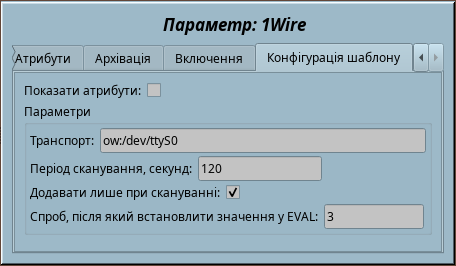 Параметр: 1Wire
Атрибути Архівація Включення Конфігурація шаблону
Показати атрибути:
Параметри
Транспорт: ow:/dev/ttyS0
Період сканування, секунд: 120
Додавати лише при скануванні:
Спроб, після який встановити значення у EVAL: 3